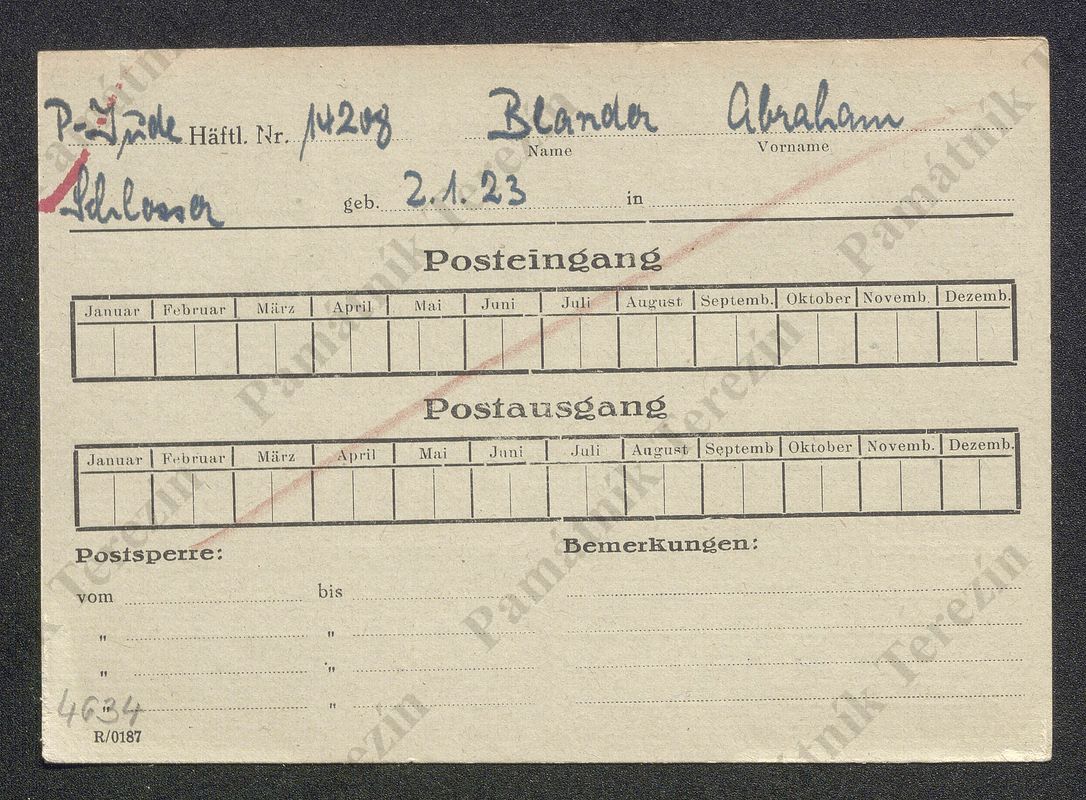 P-Jude Häftl. Nr. 14208 Blander Abraham
Name Vorname
Schlosser geb. 2.1.23 in
Posteingang
Januar Februar März April Mai Juni Juli August Septemb. Oktober Novemb. Dezemb.
Postausgang
Januar Februar März April Mai Juni Juli August Septemb Oktober Novemb. Dezemb.
Postsperre: Bemerkungen:
vom bis
" "
" "
" "
4634
R/0187
Památník Terezín